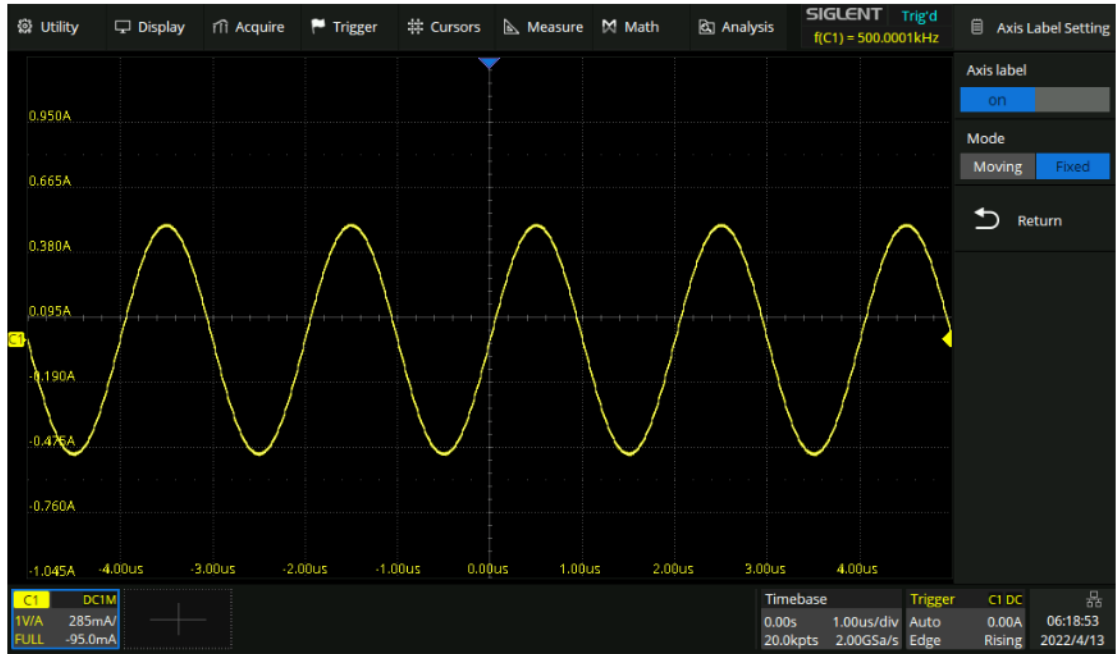 Utility Display Acquire Trigger Cursors Measure Math Analysis
SIGLENT Trig'd
f(C1) = 500.0001kHz
Axis Label Setting
Axis label
on
Mode
Moving Fixed
Return
0.950A
0.665A
0.380A
0.095A
C1
-0.190A
-0.475A
-0.760A
-1.045A -4.00us -3.00us -2.00us -1.00us 0.00us 1.00us 2.00us 3.00us 4.00us
C1 DC1M
1V/A 285mA/
FULL -95.0mA
Timebase
0.00s 1.00us/div
20.0kpts 2.00GSa/s
Trigger C1 DC
Auto 0.00A
Edge Rising
06:18:53
2022/4/13